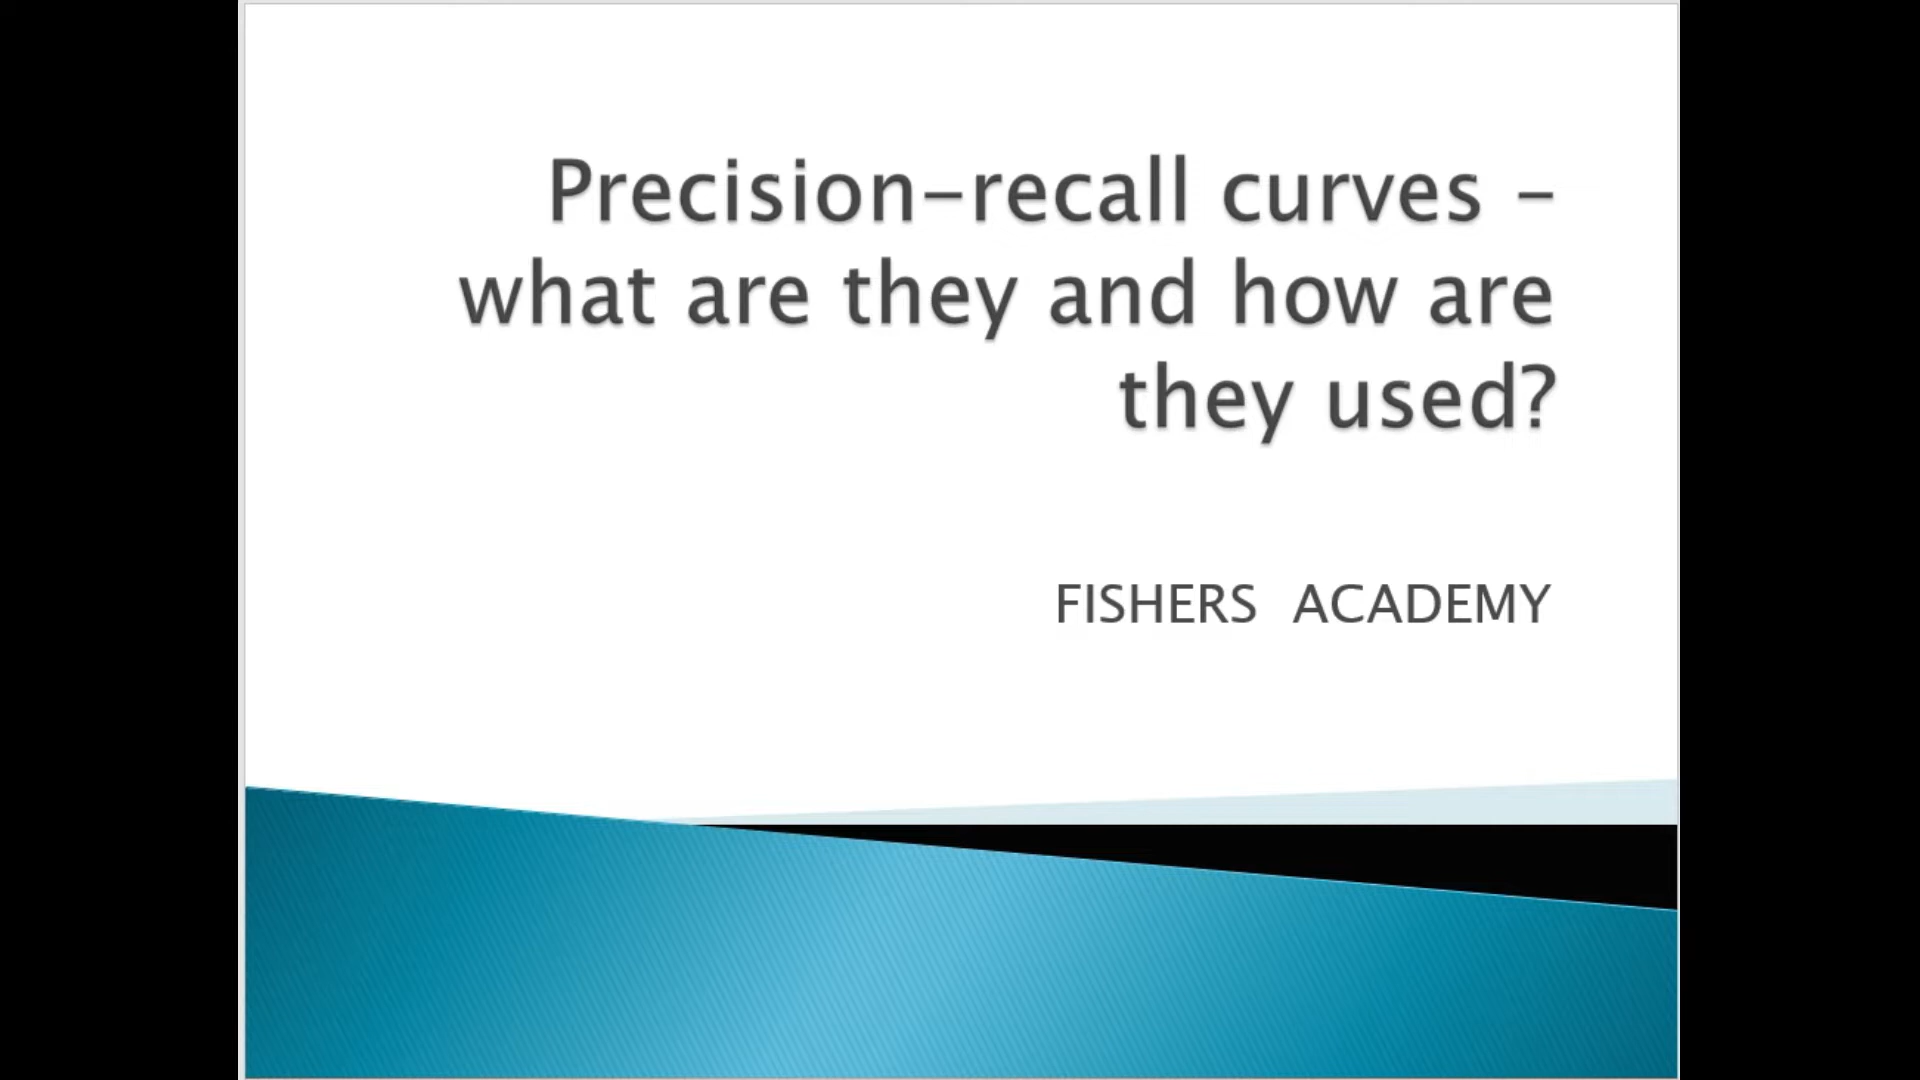 Precision-recall curves -
what are they and how are
they used?
FISHERS ACADEMY